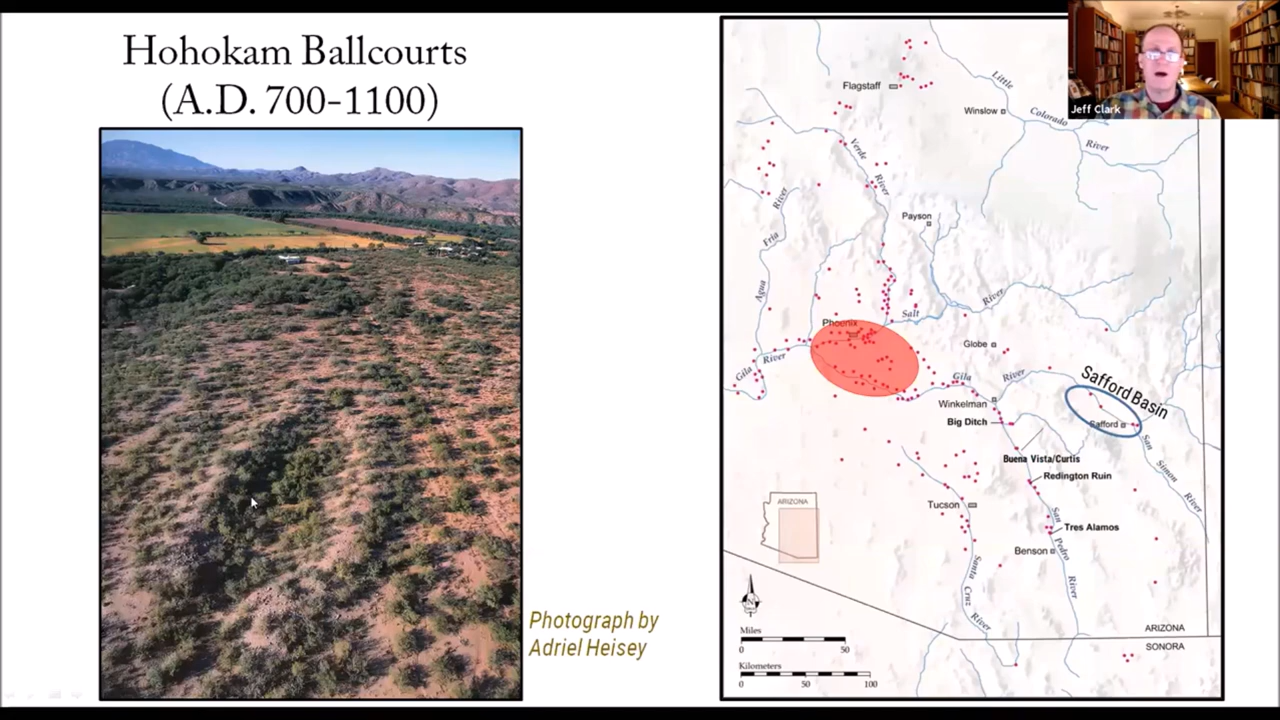 Hohokam Ballcourts
(A.D. 700-1100)
Photograph by
Adriel Heisey
Jeff Clark
Flagstaff
Winslow
Little
Colorado
River
Verde
River
River
Payson
Fria
Agua
Salt
River
Phoenix
Globe
Gila
River
Gila
River
Safford Basin
Winkelman
Big Ditch
Safford
San
Simon
River
Buena Vista/Curtis
Redington Ruin
ARIZONA
Tucson
San
Pedro
River
Tres Alamos
Benson
Santa
Cruz
River
ARIZONA
SONORA
Miles
0 50
Kilometers
0 50 100